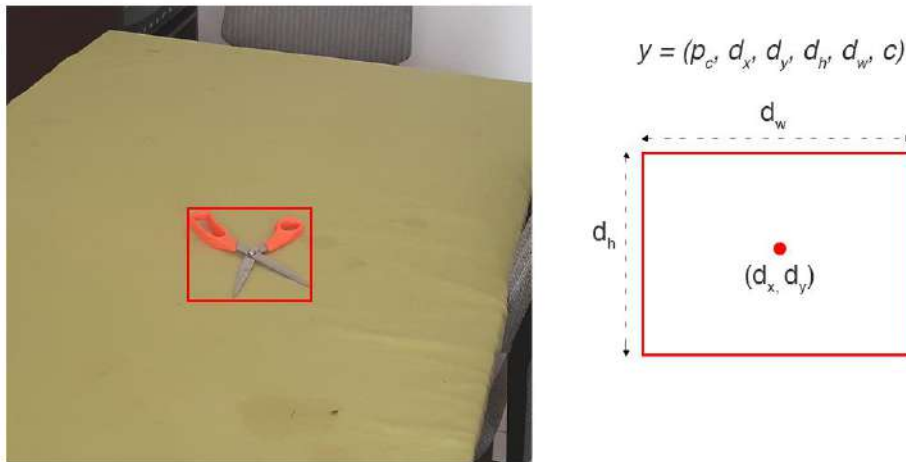 y = (p_c, d_x, d_y, d_h, d_w, c)
d_w
d_h
(d_x, d_y)